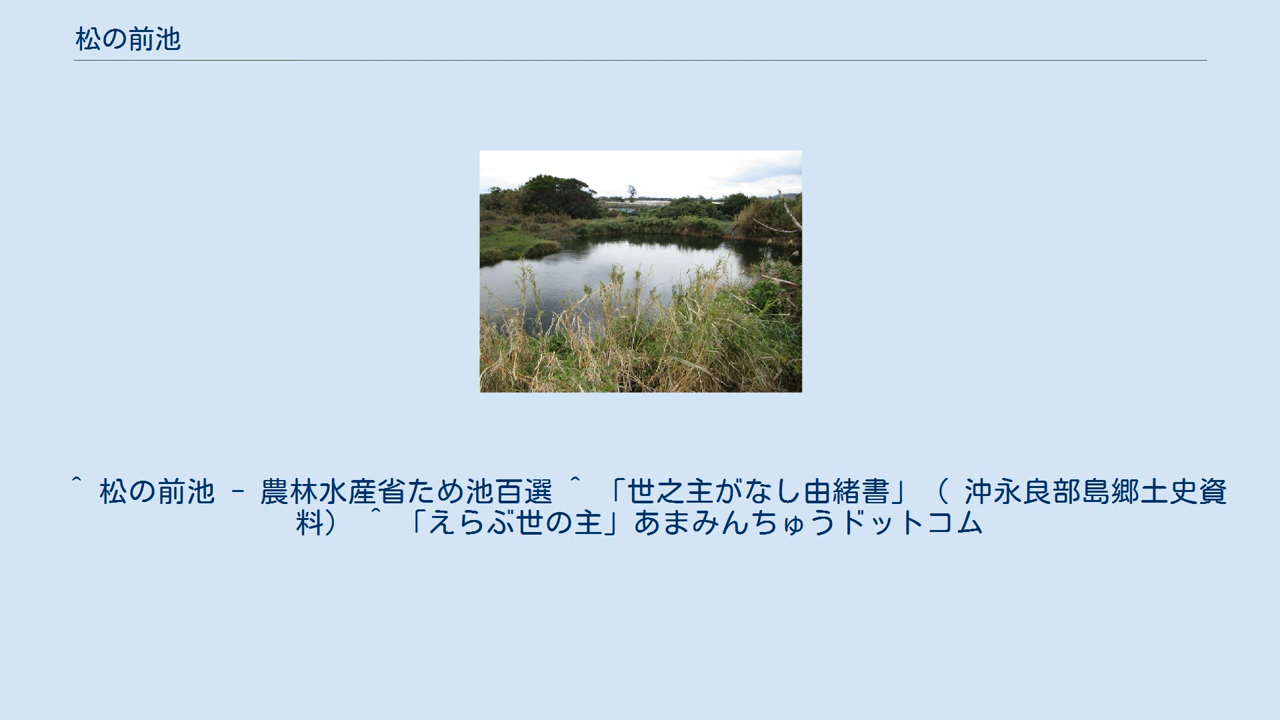 松の前池
^ 松の前池 - 農林水産省ため池百選 ^ 「世之主がなし由緒書」（ 沖永良部島郷土史資
料） ^ 「えらぶ世の主」あまみんちゅうドットコム